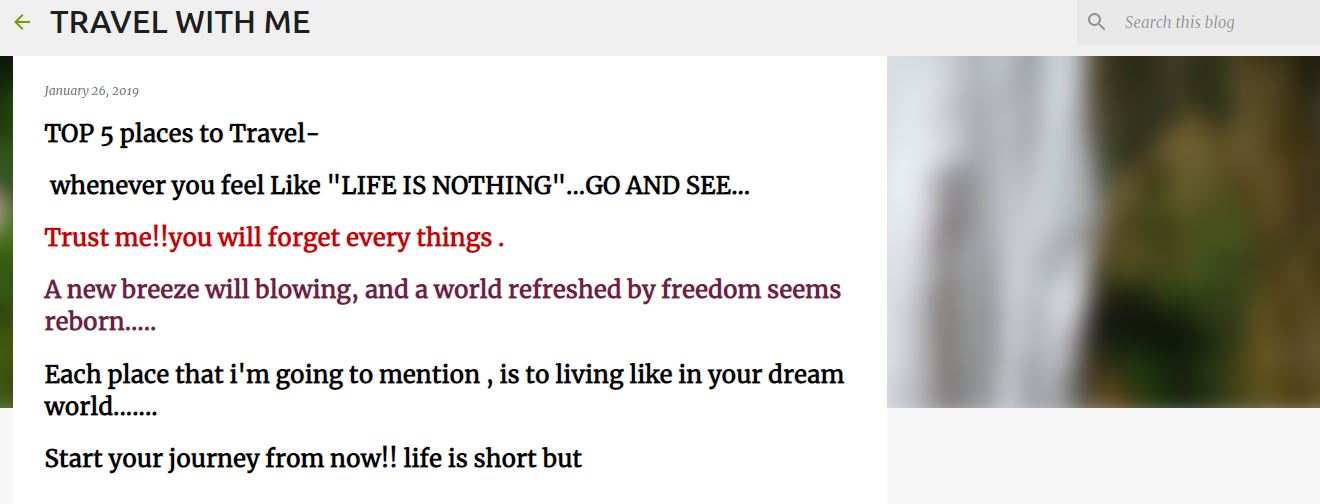 TRAVEL WITH ME
Search this blog
January 26, 2019
TOP 5 places to Travel-
whenever you feel Like "LIFE IS NOTHING"...GO AND SEE...
Trust me!!you will forget every things .
A new breeze will blowing, and a world refreshed by freedom seems
reborn.....
Each place that i'm going to mention , is to living like in your dream
world.......
Start your journey from now!! life is short but